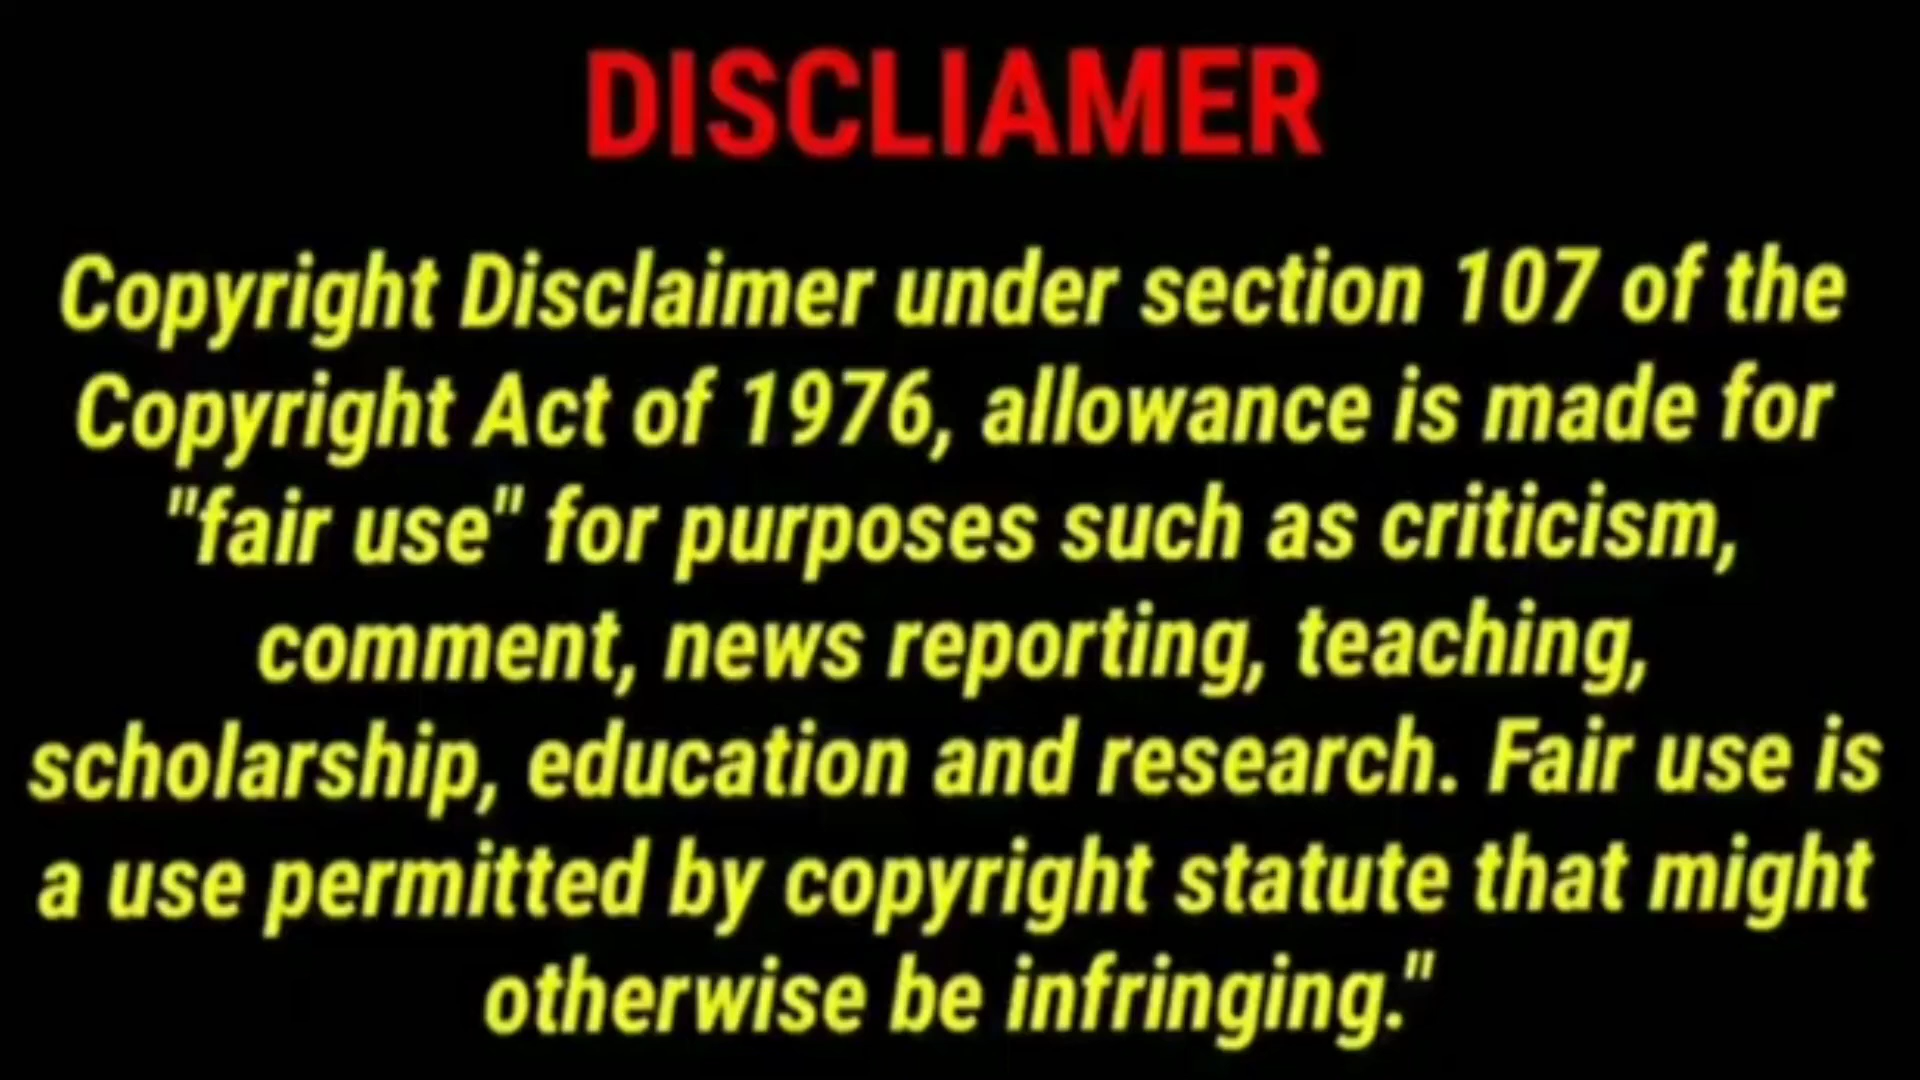 DISCLIAMER
Copyright Disclaimer under section 107 of the
Copyright Act of 1976, allowance is made for
"fair use" for purposes such as criticism,
comment, news reporting, teaching,
scholarship, education and research. Fair use is
a use permitted by copyright statute that might
otherwise be infringing."